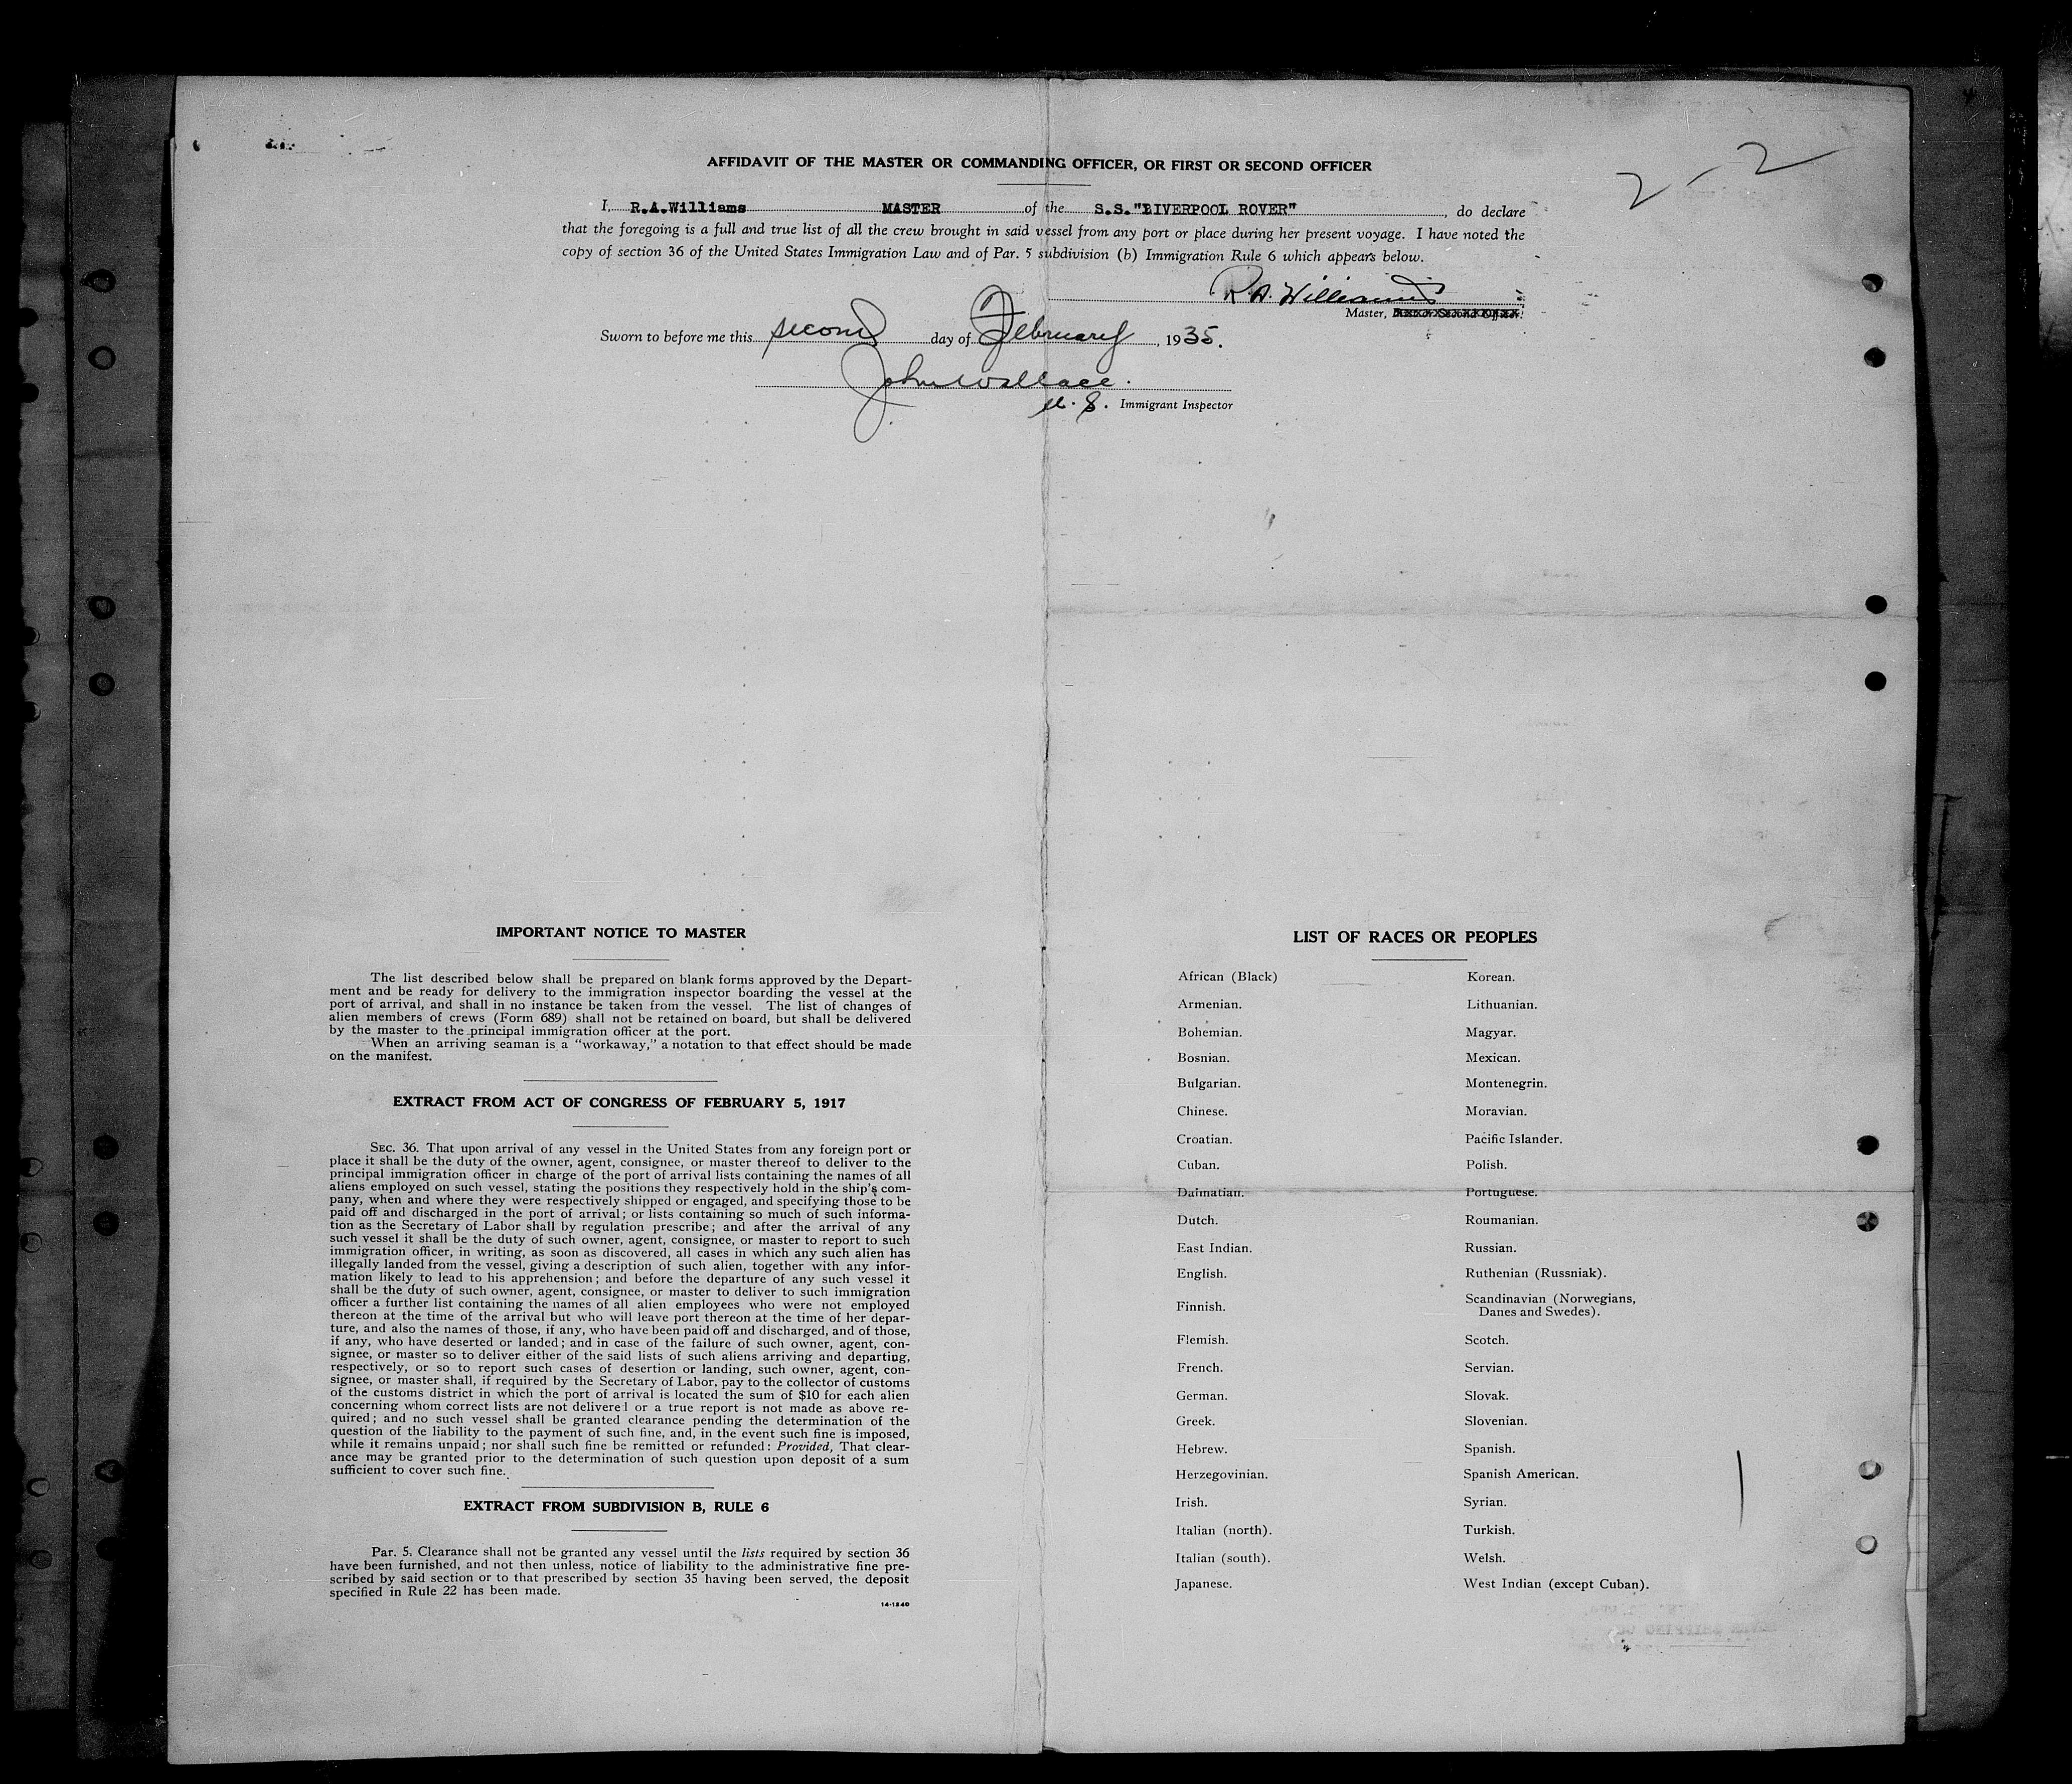 2-2
AFFIDAVIT OF THE MASTER OR COMMANDING OFFICER, OR FIRST OR SECOND OFFICER
I, R.A.Williams MASTER of the S.S."LIVERPOOL ROVER", do declare
that the foregoing is a full and true list of all the crew brought in said vessel from any port or place during her present voyage. I have noted the
copy of section 36 of the United States Immigration Law and of Par. 5 subdivision (b) Immigration Rule 6 which appears below.
R.A. Williams
Master, First or Second Officer.
Sworn to before me this second day of February, 1935.
John Wallace.
U.S. Immigrant Inspector
IMPORTANT NOTICE TO MASTER
The list described below shall be prepared on blank forms approved by the Depart-
ment and be ready for delivery to the immigration inspector boarding the vessel at the
port of arrival, and shall in no instance be taken from the vessel. The list of changes of
alien members of crews (Form 689) shall not be retained on board, but shall be delivered
by the master to the principal immigration officer at the port.
When an arriving seaman is a "workaway," a notation to that effect should be made
on the manifest.
EXTRACT FROM ACT OF CONGRESS OF FEBRUARY 5, 1917
SEC. 36. That upon arrival of any vessel in the United States from any foreign port or
place it shall be the duty of the owner, agent, consignee, or master thereof to deliver to the
principal immigration officer in charge of the port of arrival lists containing the names of all
aliens employed on such vessel, stating the positions they respectively hold in the ship's com-
pany, when and where they were respectively shipped or engaged, and specifying those to be
paid off and discharged in the port of arrival; or lists containing so much of such informa-
tion as the Secretary of Labor shall by regulation prescribe; and after the arrival of any
such vessel it shall be the duty of such owner, agent, consignee, or master to report to such
immigration officer, in writing, as soon as discovered, all cases in which any such alien has
illegally landed from the vessel, giving a description of such alien, together with any infor-
mation likely to lead to his apprehension; and before the departure of any such vessel it
shall be the duty of such owner, agent, consignee, or master to deliver to such immigration
officer a further list containing the names of all alien employees who were not employed
thereon at the time of the arrival but who will leave port thereon at the time of her depar-
ture, and also the names of those, if any, who have been paid off and discharged, and of those,
if any, who have deserted or landed; and in case of the failure of such owner, agent, con-
signee, or master so to deliver either of the said lists of such aliens arriving and departing,
respectively, or so to report such cases of desertion or landing, such owner, agent, con-
signee, or master shall, if required by the Secretary of Labor, pay to the collector of customs
of the customs district in which the port of arrival is located the sum of $10 for each alien
concerning whom correct lists are not delivered or a true report is not made as above re-
quired; and no such vessel shall be granted clearance pending the determination of the
question of the liability to the payment of such fine, and, in the event such fine is imposed,
while it remains unpaid; nor shall such fine be remitted or refunded: Provided, That clear-
ance may be granted prior to the determination of such question upon deposit of a sum
sufficient to cover such fine.
EXTRACT FROM SUBDIVISION B, RULE 6
Par. 5. Clearance shall not be granted any vessel until the lists required by section 36
have been furnished, and not then unless, notice of liability to the administrative fine pre-
scribed by said section or to that prescribed by section 35 having been served, the deposit
specified in Rule 22 has been made.
14-1240
LIST OF RACES OR PEOPLES
African (Black)
Armenian.
Bohemian.
Bosnian.
Bulgarian.
Chinese.
Croatian.
Cuban.
Dalmatian.
Dutch.
East Indian.
English.
Finnish.
Flemish.
French.
German.
Greek.
Hebrew.
Herzegovinian.
Irish.
Italian (north).
Italian (south).
Japanese.
Korean.
Lithuanian.
Magyar.
Mexican.
Montenegrin.
Moravian.
Pacific Islander.
Polish.
Portuguese.
Roumanian.
Russian.
Ruthenian (Russniak).
Scandinavian (Norwegians,
Danes and Swedes).
Scotch.
Servian.
Slovak.
Slovenian.
Spanish.
Spanish American.
Syrian.
Turkish.
Welsh.
West Indian (except Cuban).